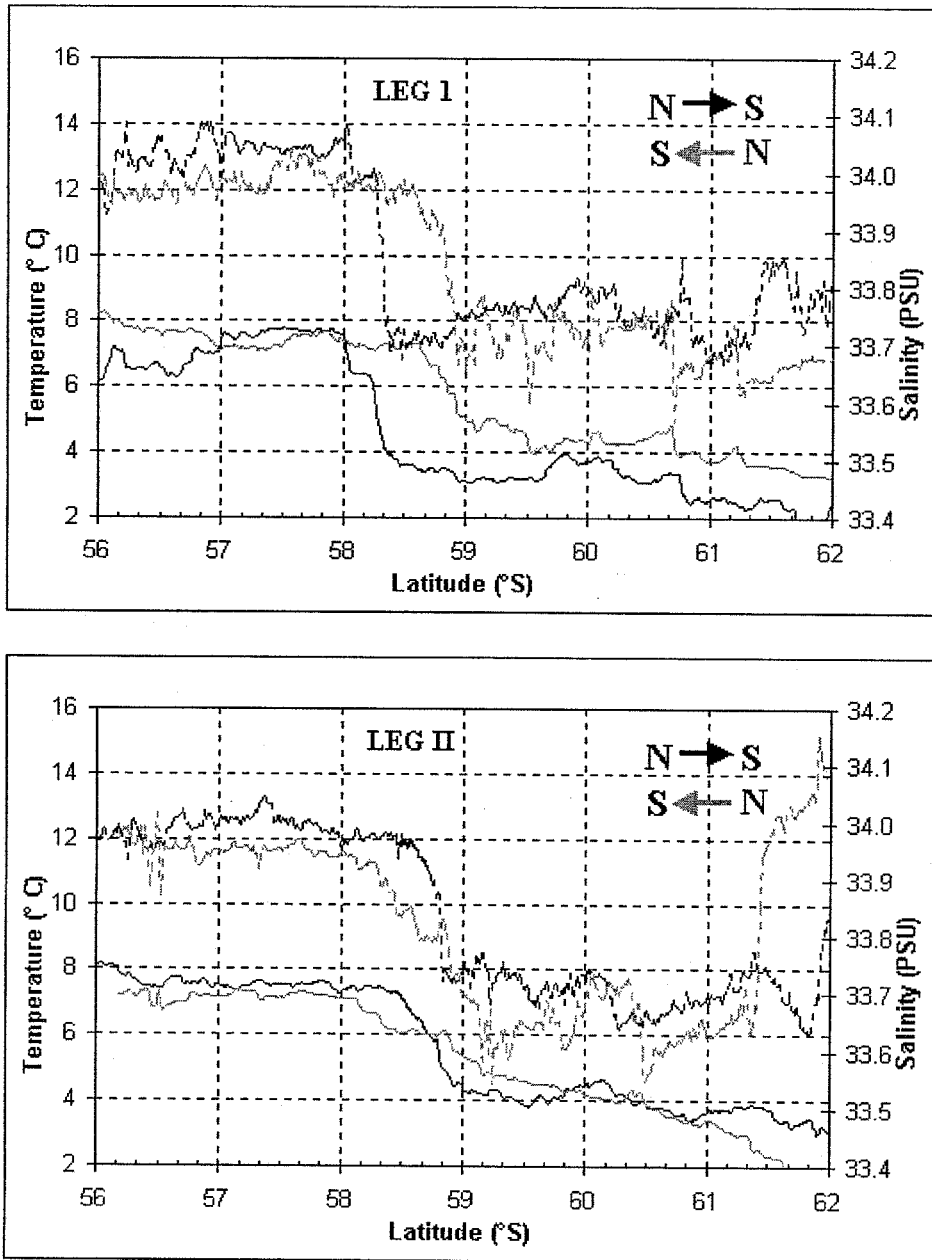 LEG 1
N S
S N
Temperature (° C)
16
14
12
10
8
6
4
2
34.2
34.1
34.0
33.9
33.8
33.7
33.6
33.5
33.4
Salinity (PSU)
56 57 58 59 60 61 62
Latitude (°S)
LEG II
N S
S N
Temperature (° C)
16
14
12
10
8
6
4
2
34.2
34.1
34.0
33.9
33.8
33.7
33.6
33.5
33.4
Salinity (PSU)
56 57 58 59 60 61 62
Latitude (°S)